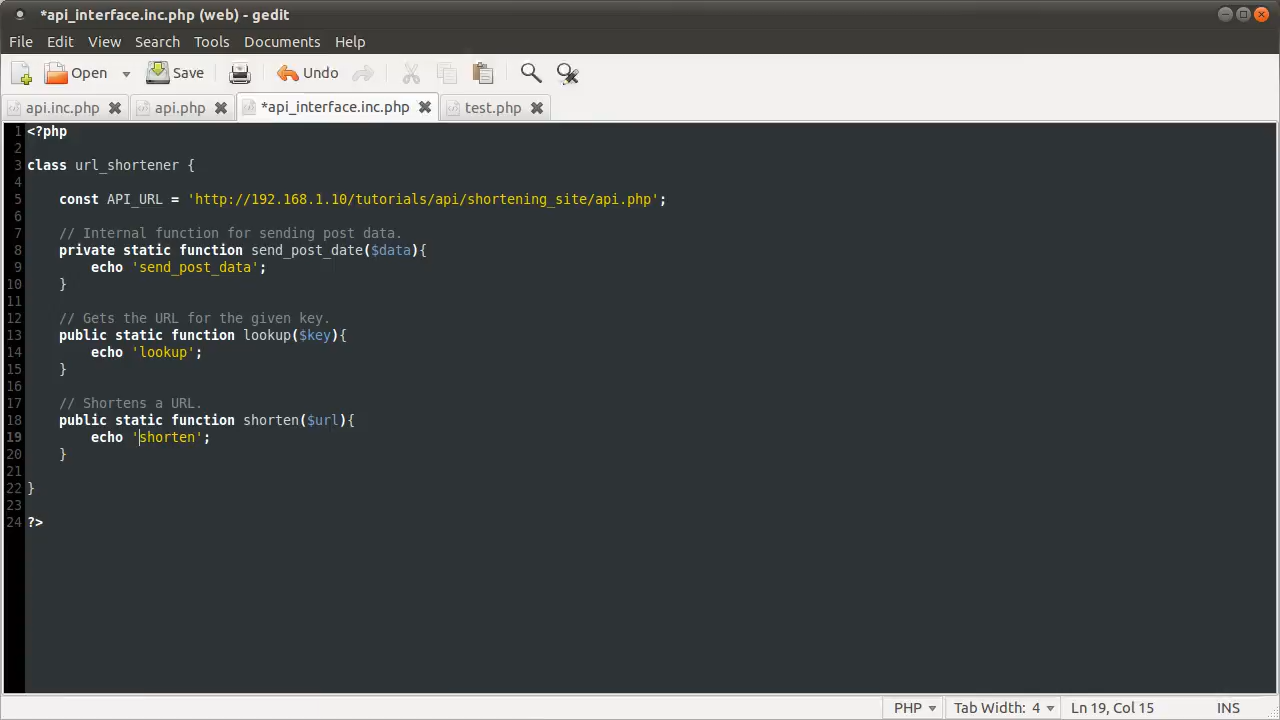 *api_interface.inc.php (web) - gedit
File Edit View Search Tools Documents Help
Open Save Undo
api.inc.php api.php *api_interface.inc.php test.php
1 <?php
2
3 class url_shortener {
4
5 const API_URL = 'http://192.168.1.10/tutorials/api/shortening_site/api.php';
6
7 // Internal function for sending post data.
8 private static function send_post_date($data){
9 echo 'send_post_data';
10 }
11
12 // Gets the URL for the given key.
13 public static function lookup($key){
14 echo 'lookup';
15 }
16
17 // Shortens a URL.
18 public static function shorten($url){
19 echo 'shorten';
20 }
21
22 }
23
24 ?>
PHP Tab Width: 4 Ln 19, Col 15 INS